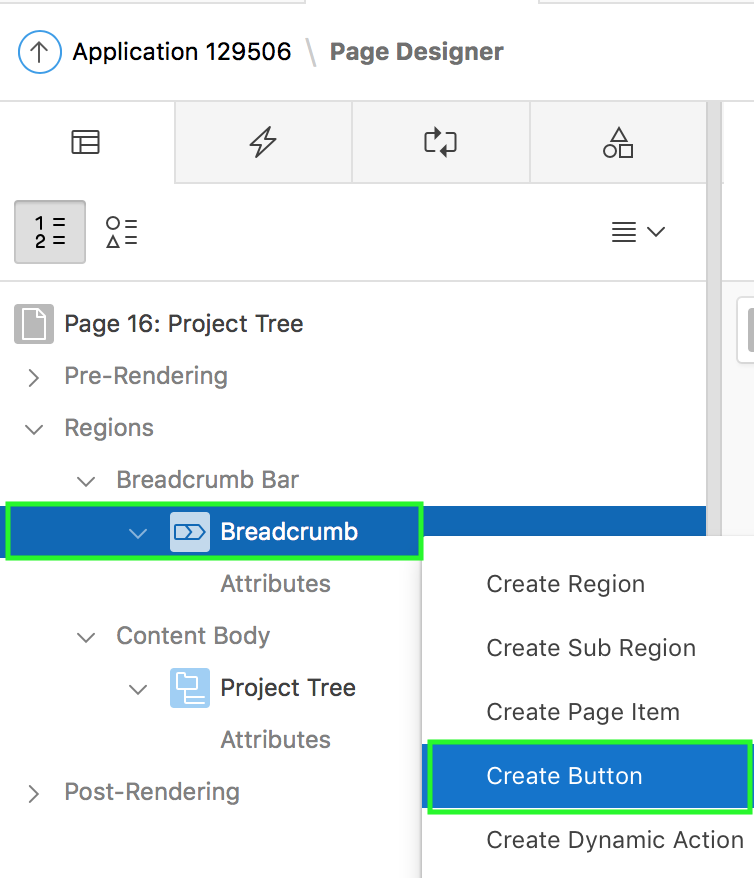 Application 129506 \ Page Designer
1
2
Page 16: Project Tree
Pre-Rendering
Regions
Breadcrumb Bar
Breadcrumb
Attributes
Content Body
Project Tree
Attributes
Post-Rendering
Create Region
Create Sub Region
Create Page Item
Create Button
Create Dynamic Action